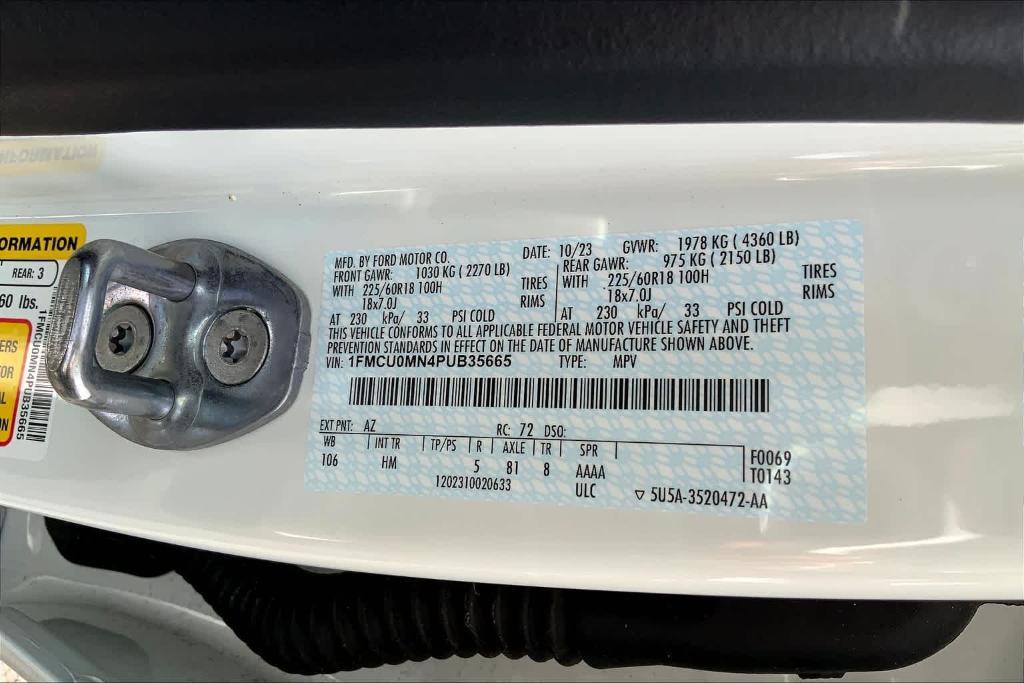 ORMATION
REAR: 3
60 lbs.
1FMCU0MN4PUB35665
ERS
OR
AL
N
MFD. BY FORD MOTOR CO. DATE: 10/23 GVWR: 1978 KG ( 4360 LB)
FRONT GAWR: 1030 KG ( 2270 LB) REAR GAWR: 975 KG ( 2150 LB)
WITH 225/60R18 100H TIRES WITH 225/60R18 100H TIRES
18x7.0J RIMS 18x7.0J RIMS
AT 230 kPa/ 33 PSI COLD AT 230 kPa/ 33 PSI COLD
THIS VEHICLE CONFORMS TO ALL APPLICABLE FEDERAL MOTOR VEHICLE SAFETY AND THEFT
PREVENTION STANDARDS IN EFFECT ON THE DATE OF MANUFACTURE SHOWN ABOVE.
VIN: 1FMCU0MN4PUB35665 TYPE: MPV
EXT PNT: AZ RC: 72 DSO:
WB INT TR TP/PS R AXLE TR SPR
106 HM 5 81 8 AAAA
F0069
T0143
1202310020633 ULC ▽ 5U5A-3520472-AA